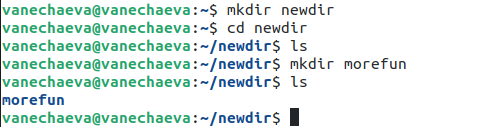 vanechaeva@vanechaeva:~$ mkdir newdir
vanechaeva@vanechaeva:~$ cd newdir
vanechaeva@vanechaeva:~/newdir$ ls
vanechaeva@vanechaeva:~/newdir$ mkdir morefun
vanechaeva@vanechaeva:~/newdir$ ls
morefun
vanechaeva@vanechaeva:~/newdir$